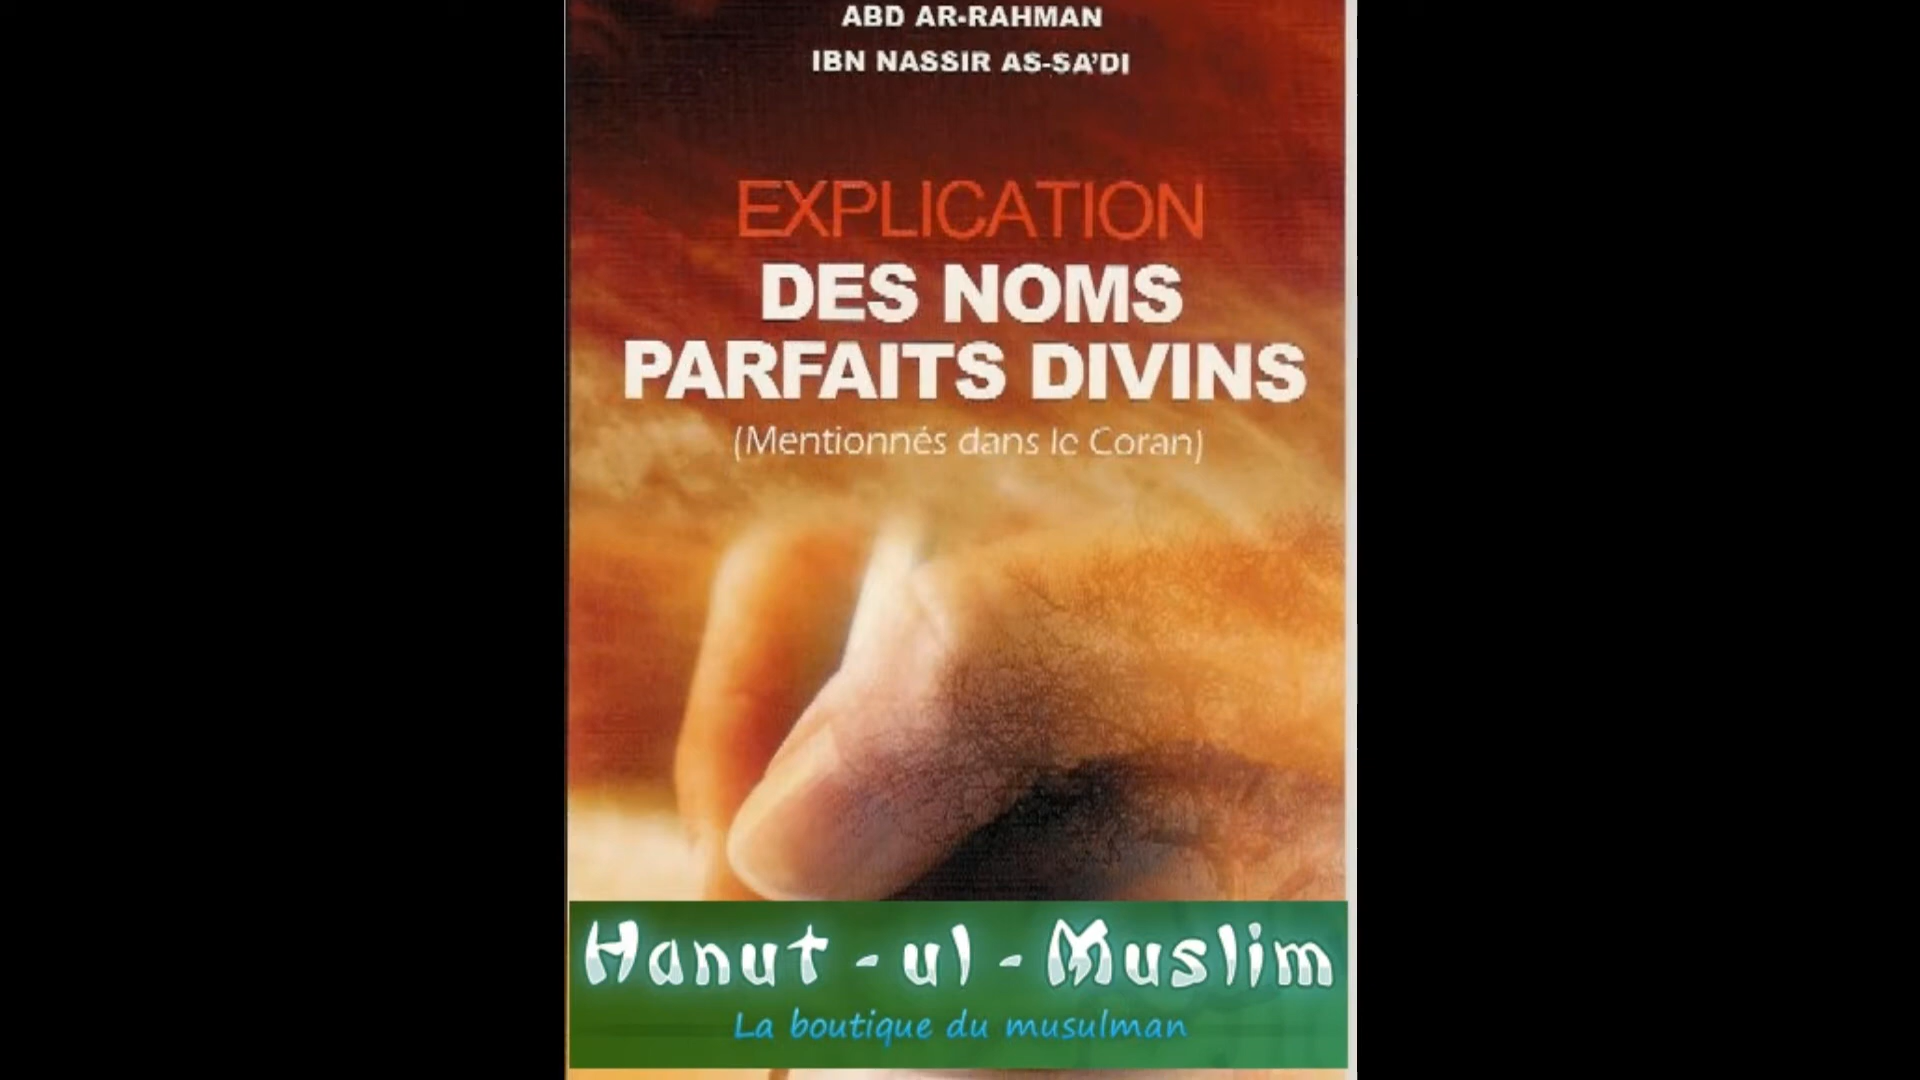 ABD AR-RAHMAN
IBN NASSIR AS-SA'DI
EXPLICATION
DES NOMS
PARFAITS DIVINS
(Mentionnés dans le Coran)
Hanut - ul - Muslim
La boutique du musulman